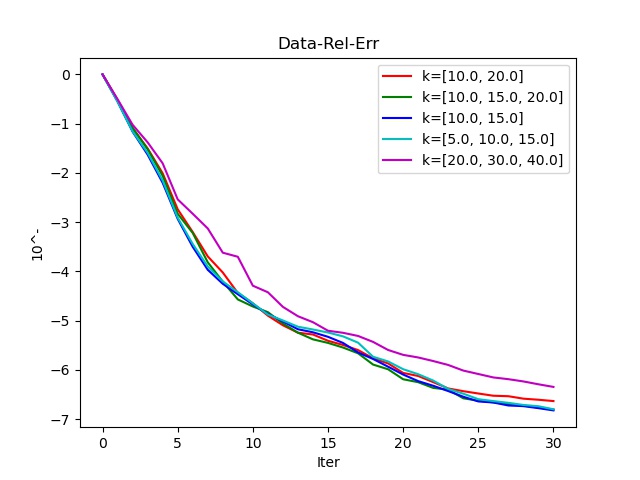 Data-Rel-Err
k=[10.0, 20.0]
k=[10.0, 15.0, 20.0]
k=[10.0, 15.0]
k=[5.0, 10.0, 15.0]
k=[20.0, 30.0, 40.0]
10^-
0
−1
−2
−3
−4
−5
−6
−7
0 5 10 15 20 25 30
Iter